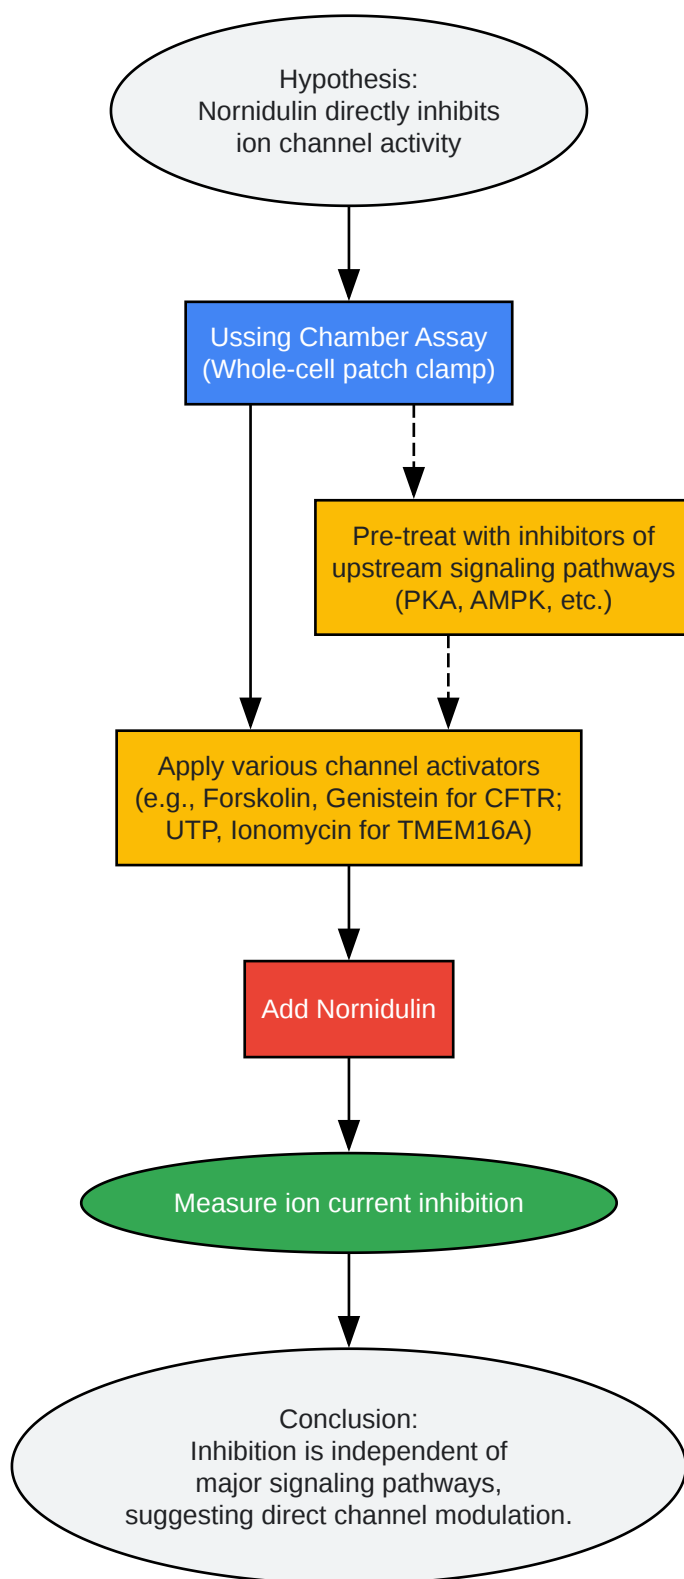 Hypothesis:
Nornidulin directly inhibits
ion channel activity
Ussing Chamber Assay
(Whole-cell patch clamp)
Pre-treat with inhibitors of
upstream signaling pathways
(PKA, AMPK, etc.)
Apply various channel activators
(e.g., Forskolin, Genistein for CFTR;
UTP, Ionomycin for TMEM16A)
Add Nornidulin
Measure ion current inhibition
Conclusion:
Inhibition is independent of
major signaling pathways,
suggesting direct channel modulation.